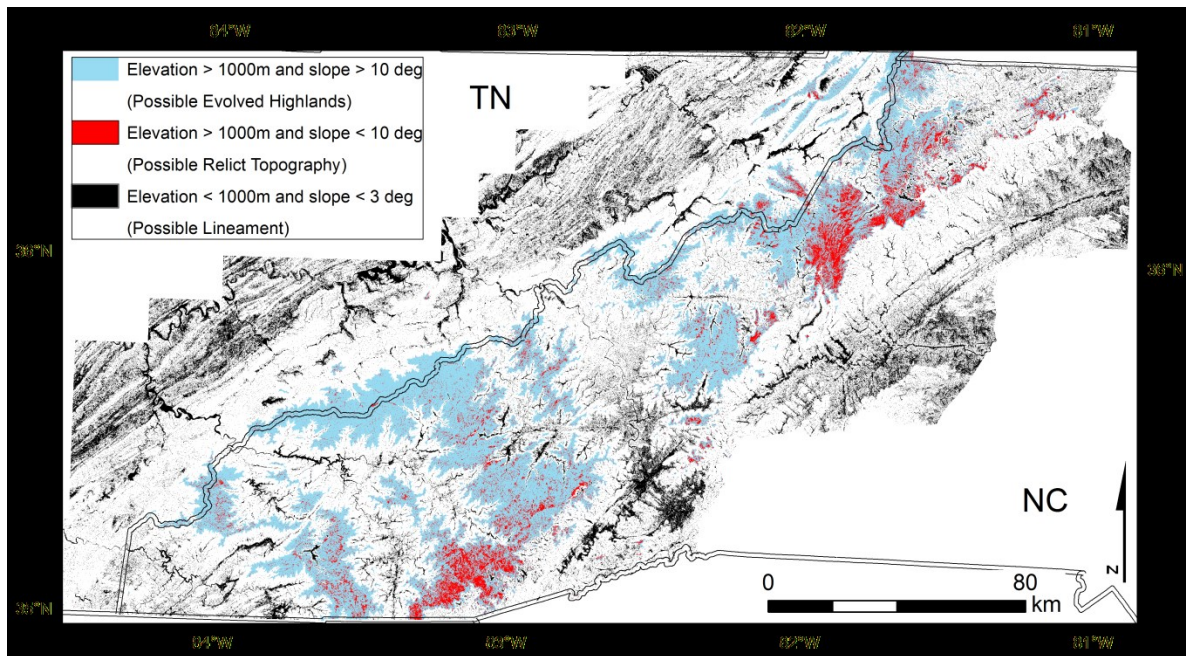 84°W 83°W 82°W 81°W
Elevation > 1000m and slope > 10 deg
(Possible Evolved Highlands)
Elevation > 1000m and slope < 10 deg
(Possible Relict Topography)
Elevation < 1000m and slope < 3 deg
(Possible Lineament)
TN
36°N
36°N
NC
N
0 80
km
35°N
84°W 83°W 82°W 81°W